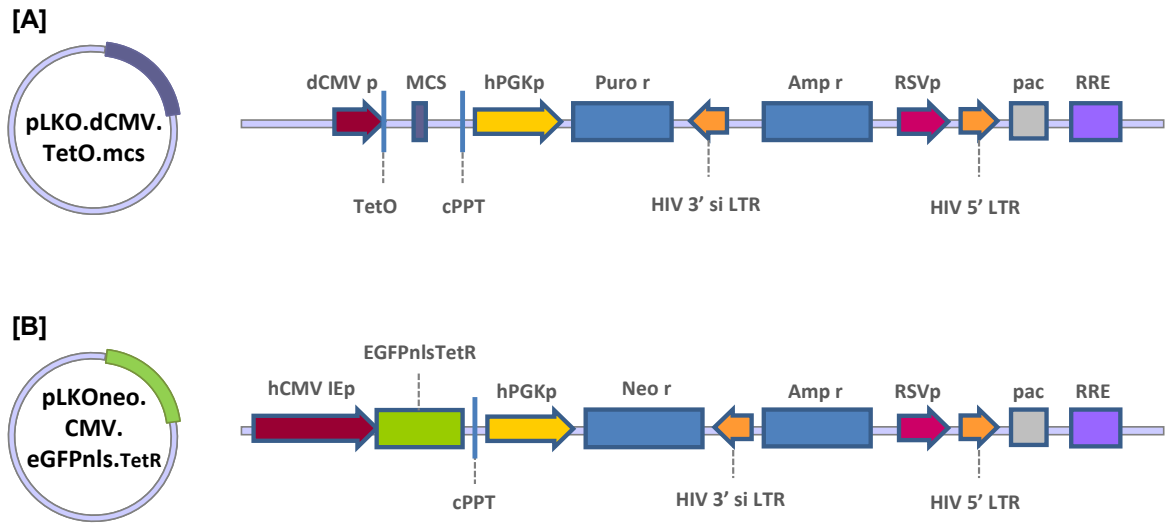 [A]
pLKO.dCMV.
TetO.mcs
dCMV p MCS hPGKp Puro r Amp r RSVp pac RRE
TetO cPPT HIV 3' si LTR HIV 5' LTR
[B]
pLKOneo.
CMV.
eGFPnls.TetR
EGFPnlsTetR
hCMV IEp hPGKp Neo r Amp r RSVp pac RRE
cPPT HIV 3' si LTR HIV 5' LTR